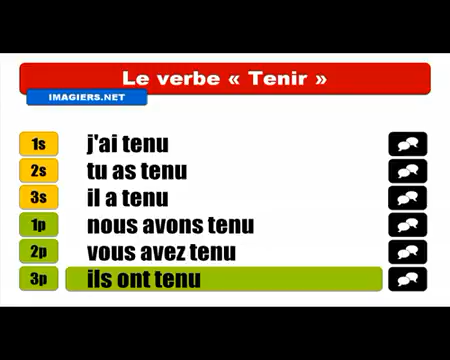 Le verbe « Tenir »
IMAGIERS.NET
1s j'ai tenu
2s tu as tenu
3s il a tenu
1p nous avons tenu
2p vous avez tenu
3p ils ont tenu